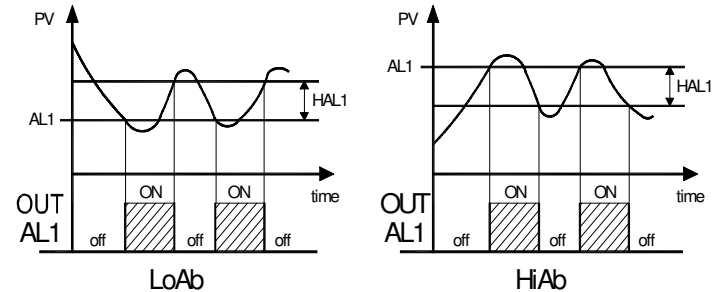 PV
HAL1
AL1
time
OUT
AL1
off
ON
off
ON
off
LoAb
PV
AL1
HAL1
time
OUT
AL1
off
ON
off
ON
off
HiAb